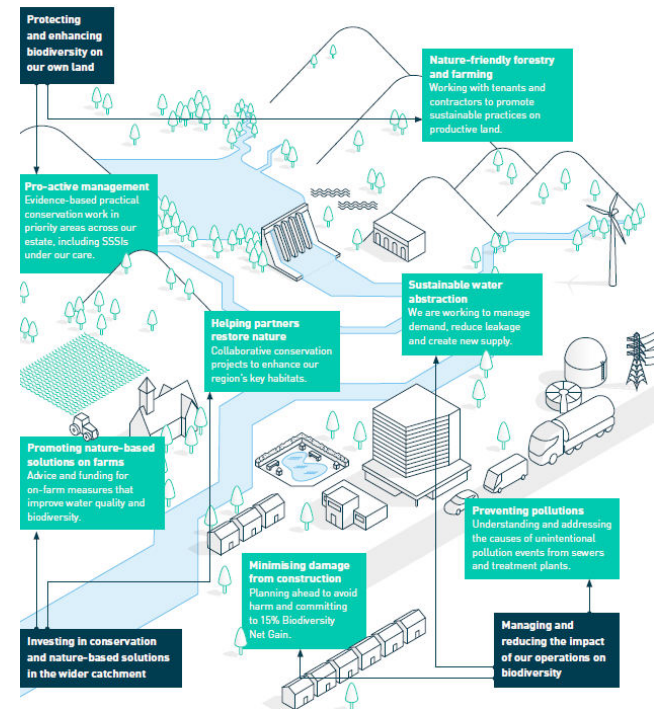 Protecting
and enhancing
biodiversity on
our own land
Nature-friendly forestry
and farming
Working with tenants and
contractors to promote
sustainable practices on
productive land.
Pro-active management
Evidence-based practical
conservation work in
priority areas across our
estate, including SSSIs
under our care.
Sustainable water
abstraction
We are working to manage
demand, reduce leakage
and create new supply.
Helping partners
restore nature
Collaborative conservation
projects to enhance our
region's key habitats.
Promoting nature-based
solutions on farms
Advice and funding for
on-farm measures that
improve water quality and
biodiversity.
Preventing pollutions
Understanding and addressing
the causes of unintentional
pollution events from sewers
and treatment plants.
Minimising damage
from construction
Planning ahead to avoid
harm and committing
to 15% Biodiversity
Net Gain.
Investing in conservation
and nature-based solutions
in the wider catchment
Managing and
reducing the impact
of our operations on
biodiversity